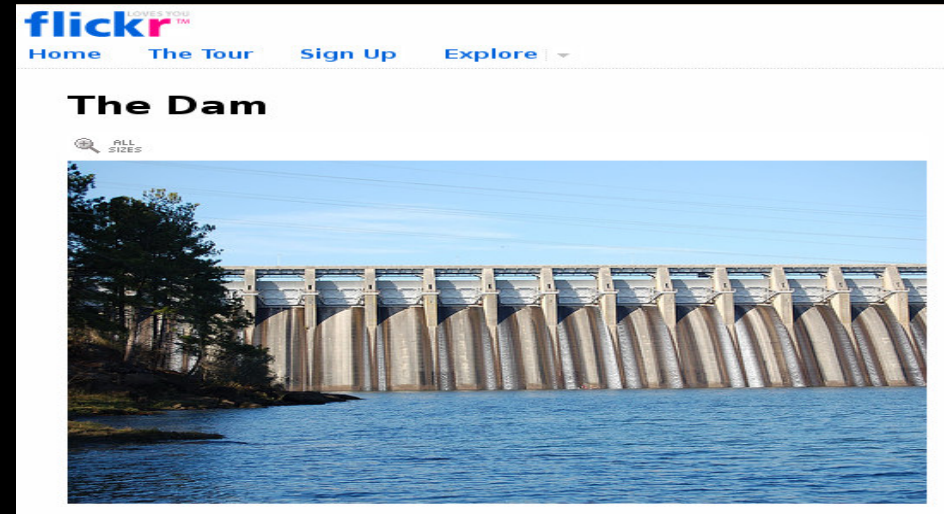 flickr LOVES YOU ™
Home The Tour Sign Up Explore
The Dam
ALL
SIZES